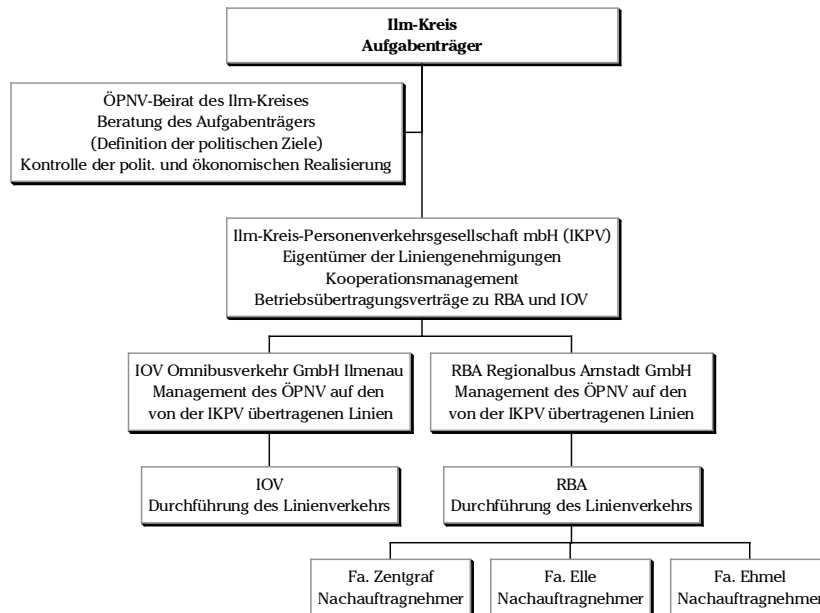 Ilm-Kreis
Aufgabenträger
ÖPNV-Beirat des Ilm-Kreises
Beratung des Aufgabenträgers
(Definition der politischen Ziele)
Kontrolle der polit. und ökonomischen Realisierung
Ilm-Kreis-Personenverkehrsgesellschaft mbH (IKPV)
Eigentümer der Liniengenehmigungen
Kooperationsmanagement
Betriebsübertragungsverträge zu RBA und IOV
IOV Omnibusverkehr GmbH Ilmenau
Management des ÖPNV auf den
von der IKPV übertragenen Linien
RBA Regionalbus Arnstadt GmbH
Management des ÖPNV auf den
von der IKPV übertragenen Linien
IOV
Durchführung des Linienverkehrs
RBA
Durchführung des Linienverkehrs
Fa. Zentgraf
Nachauftragnehmer
Fa. Elle
Nachauftragnehmer
Fa. Ehmel
Nachauftragnehmer